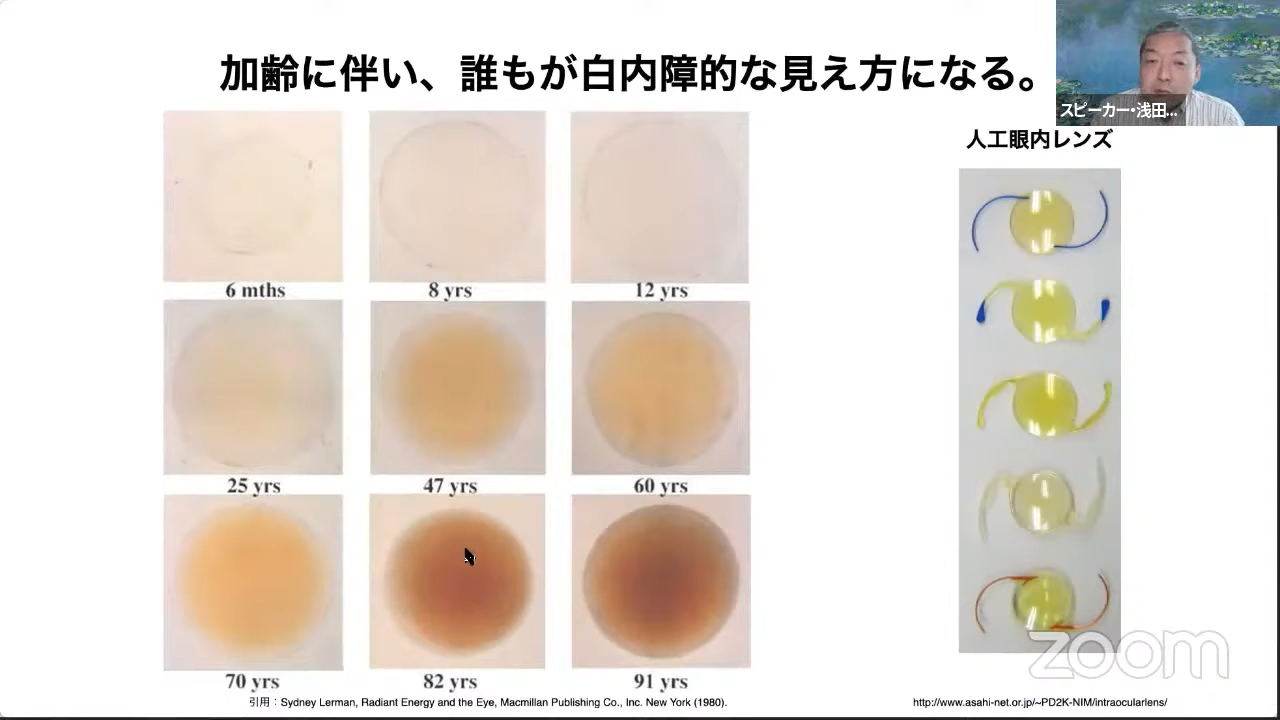 加齢に伴い、誰もが白内障的な見え方になる。
スピーカー・浅田...
人工眼内レンズ
6 mths
8 yrs
12 yrs
25 yrs
47 yrs
60 yrs
70 yrs
82 yrs
91 yrs
zoom
引用：Sydney Lerman, Radiant Energy and the Eye, Macmillan Publishing Co., Inc. New York (1980).
http://www.asahi-net.or.jp/~PD2K-NIM/intraocularlens/